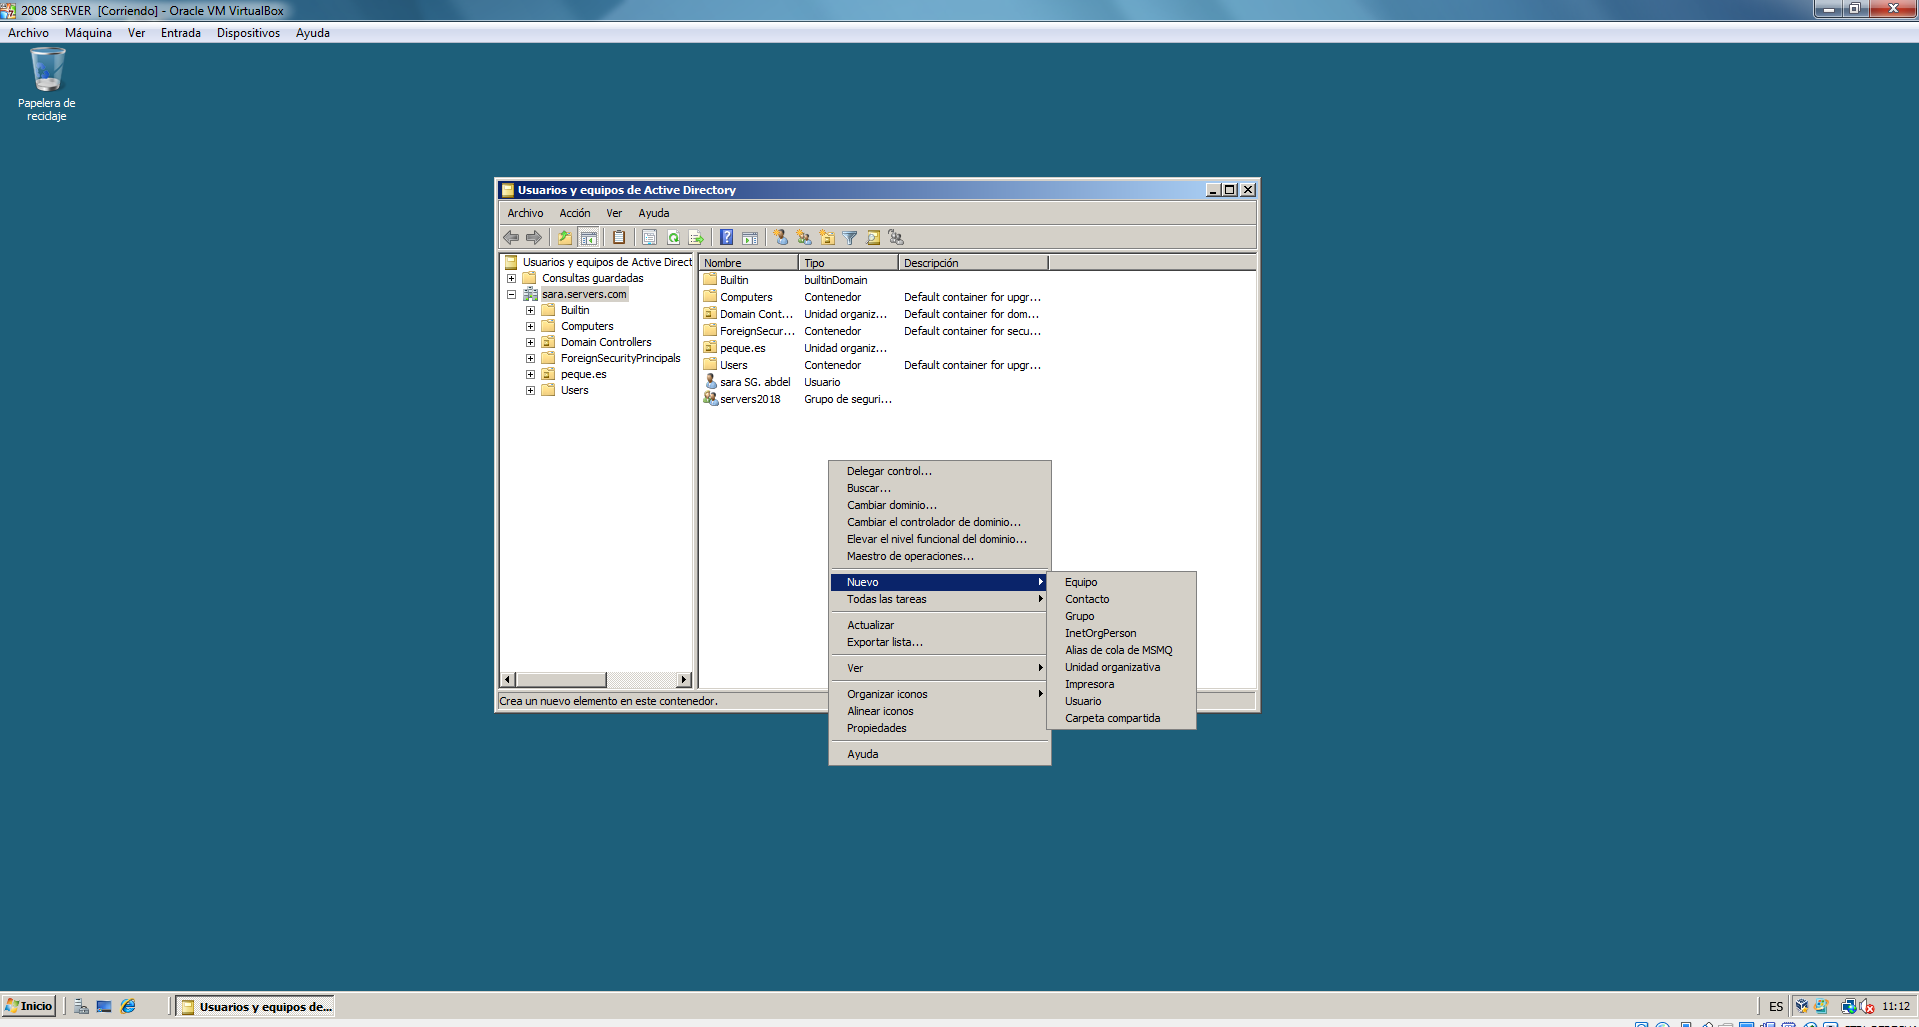 2008 SERVER [Corriendo] - Oracle VM VirtualBox
Archivo Máquina Ver Entrada Dispositivos Ayuda
Papelera de
reciclaje
Usuarios y equipos de Active Directory
Archivo Acción Ver Ayuda
Usuarios y equipos de Active Direct
Consultas guardadas
sara.servers.com
Builtin
Computers
Domain Controllers
ForeignSecurityPrincipals
peque.es
Users
Nombre Tipo Descripción
Builtin builtinDomain
Computers Contenedor Default container for upgr...
Domain Cont... Unidad organiz... Default container for dom...
ForeignSecur... Contenedor Default container for secu...
peque.es Unidad organiz...
Users Contenedor Default container for upgr...
sara SG. abdel Usuario
servers2018 Grupo de seguri...
Delegar control...
Buscar...
Cambiar dominio...
Cambiar el controlador de dominio...
Elevar el nivel funcional del dominio...
Maestro de operaciones...
Nuevo
Todas las tareas
Actualizar
Exportar lista...
Ver
Organizar iconos
Alinear iconos
Propiedades
Ayuda
Equipo
Contacto
Grupo
InetOrgPerson
Alias de cola de MSMQ
Unidad organizativa
Impresora
Usuario
Carpeta compartida
Crea un nuevo elemento en este contenedor.
Inicio
Usuarios y equipos de...
ES
11:12